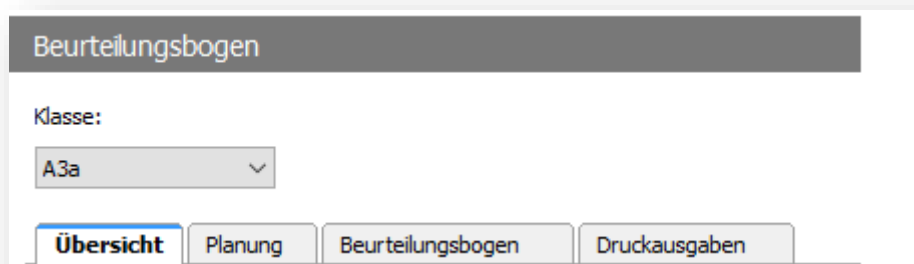 Beurteilungsbogen
Klasse:
A3a
Übersicht Planung Beurteilungsbogen Druckausgaben